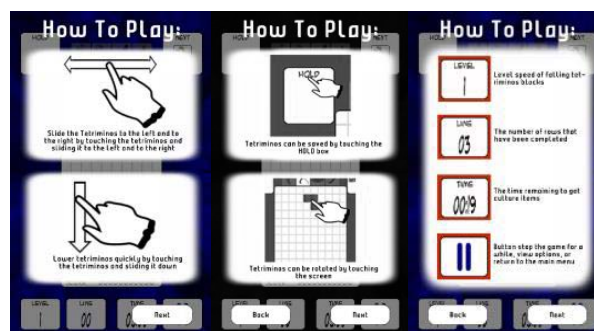 How To Play:
HOLD
NEXT
Slide the Tetriminos to the left and to
the right by touching the tetriminos and
sliding it to the left and to the right
Lower tetriminos quickly by touching
the tetriminos and sliding it down
LEVEL
LINE
TIME
1
00
Next
How To Play:
HOLD
Tetriminos can be saved by touching the
HOLD box
Tetriminos can be rotated by touching
the screen
Back
Next
How To Play:
NEXT
LEVEL
1
Level speed of falling tet-
riminos blocks
LINE
03
The number of rows that
have been completed
TIME
00:19
The time remaining to get
culture items
Button stop the game for a
while, view options, or
return to the main menu
Back
Next